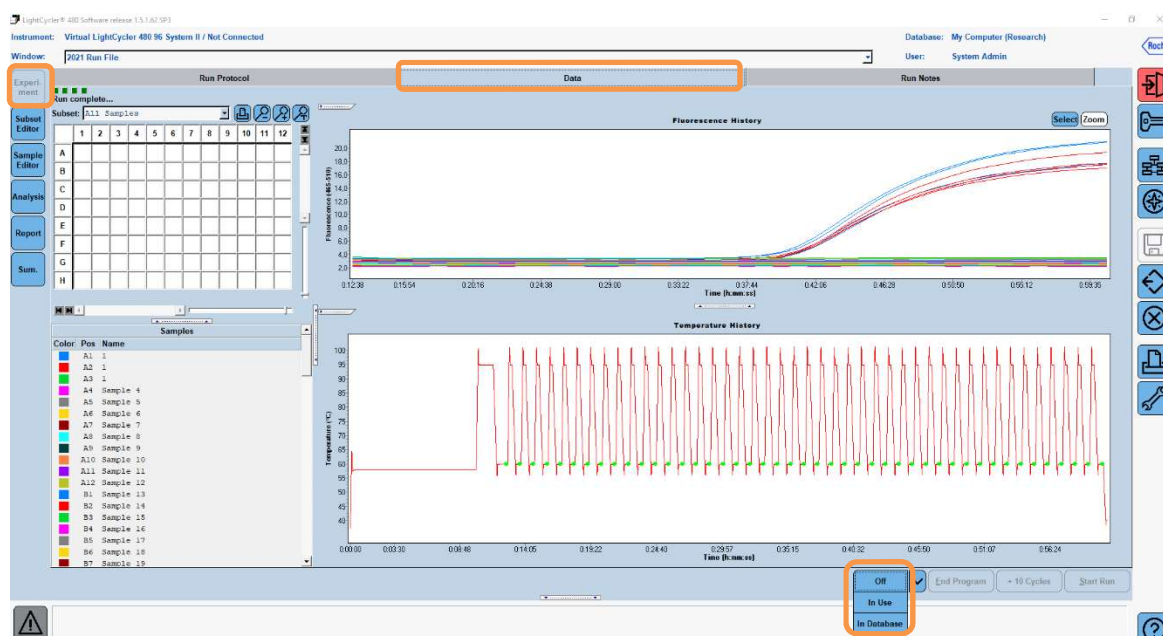 LightCycler® 480 Software release 1.5.1.62 SP3
Instrument: Virtual LightCycler 480 96 System II / Not Connected
Database: My Computer (Research)
Window: 2021 Run File
User: System Admin
Roch
Experi-
ment
Run Protocol
Data
Run Notes
Run complete...
Subset: All Samples
Subset
Editor
Sample
Editor
Analysis
Report
Sum.
1 2 3 4 5 6 7 8 9 10 11 12
A
B
C
D
E
F
G
H
Fluorescence History
Select Zoom
Fluorescence (465-510)
20.0
18.0
16.0
14.0
12.0
10.0
8.0
6.0
4.0
2.0
0:12:38 0:15:54 0:20:16 0:24:38 0:29:00 0:33:22 0:37:44 0:42:06 0:46:28 0:50:50 0:55:12 0:59:35
Time (h:mm:ss)
Samples
Color Pos Name
A1 1
A2 1
A3 1
A4 Sample 4
A5 Sample 5
A6 Sample 6
A7 Sample 7
A8 Sample 8
A9 Sample 9
A10 Sample 10
A11 Sample 11
A12 Sample 12
B1 Sample 13
B2 Sample 14
B3 Sample 15
B4 Sample 16
B5 Sample 17
B6 Sample 18
B7 Sample 19
Temperature History
Temperature (°C)
100
95
90
85
80
75
70
65
60
55
50
45
40
0:00:00 0:03:30 0:08:48 0:14:05 0:19:22 0:24:40 0:29:57 0:35:15 0:40:32 0:45:50 0:51:07 0:56:24
Time (h:mm:ss)
Off
In Use
In Database
End Program
+ 10 Cycles
Start Run